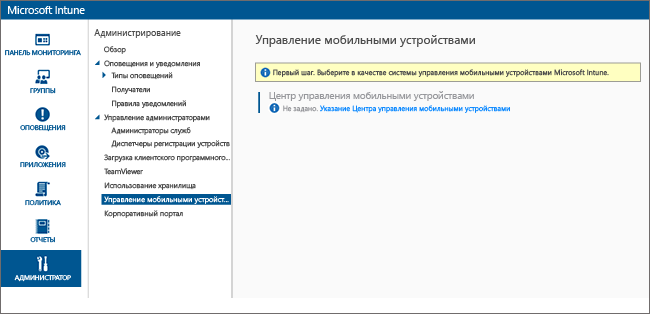 Microsoft Intune
ПАНЕЛЬ МОНИТОРИНГА
ГРУППЫ
ОПОВЕЩЕНИЯ
ПРИЛОЖЕНИЯ
ПОЛИТИКА
ОТЧЕТЫ
АДМИНИСТРАТОР
Администрирование
Обзор
Оповещения и уведомления
Типы оповещений
Получатели
Правила уведомлений
Управление администраторами
Администраторы служб
Диспетчеры регистрации устройств
Загрузка клиентского программного...
TeamViewer
Использование хранилища
Управление мобильными устройст...
Корпоративный портал
Управление мобильными устройствами
Первый шаг. Выберите в качестве системы управления мобильными устройствами Microsoft Intune.
Центр управления мобильными устройствами
Не задано. Указание Центра управления мобильными устройствами